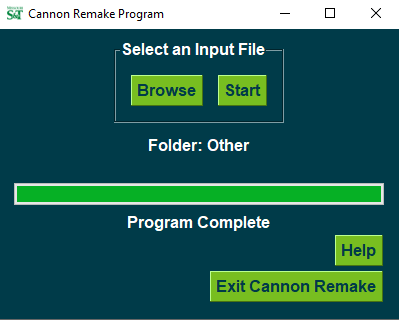 S&T
Cannon Remake Program
Select an Input File
Browse
Start
Folder: Other
Program Complete
Help
Exit Cannon Remake